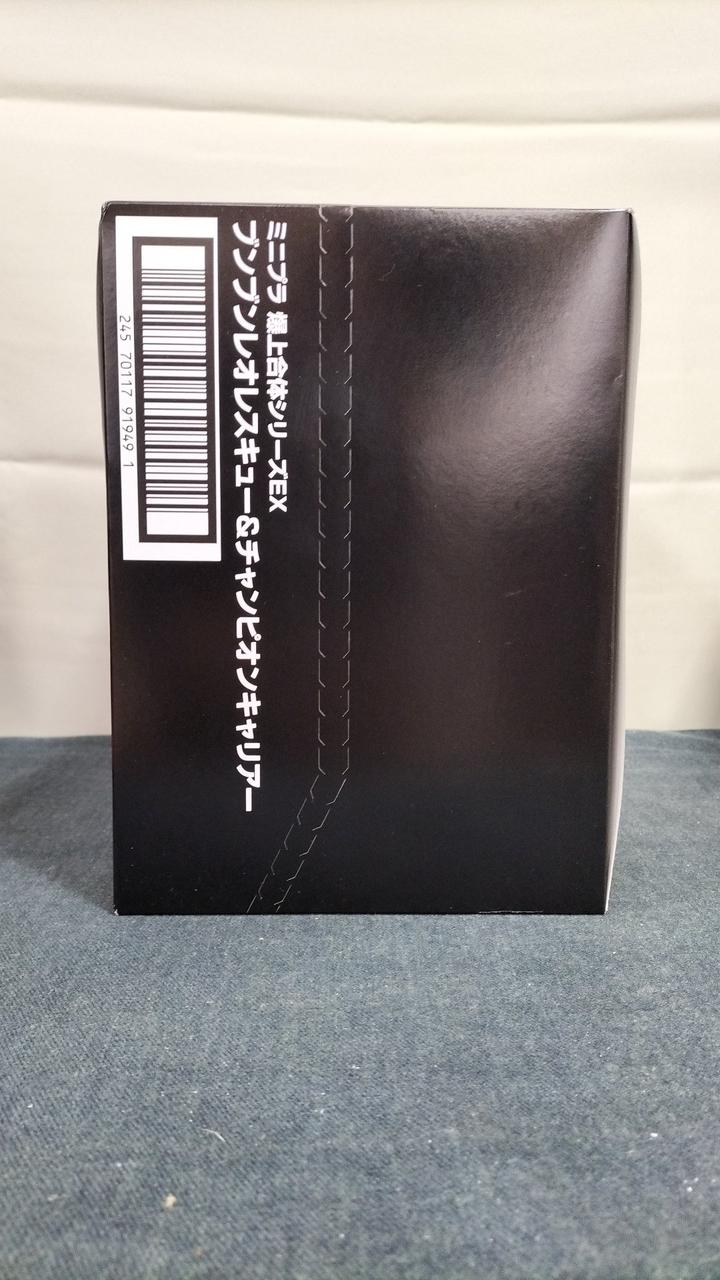 ミニプラ 爆上合体シリーズEX
ブンブンレオレスキュー&チャンピオンキャリアー
245 70117 91949 1